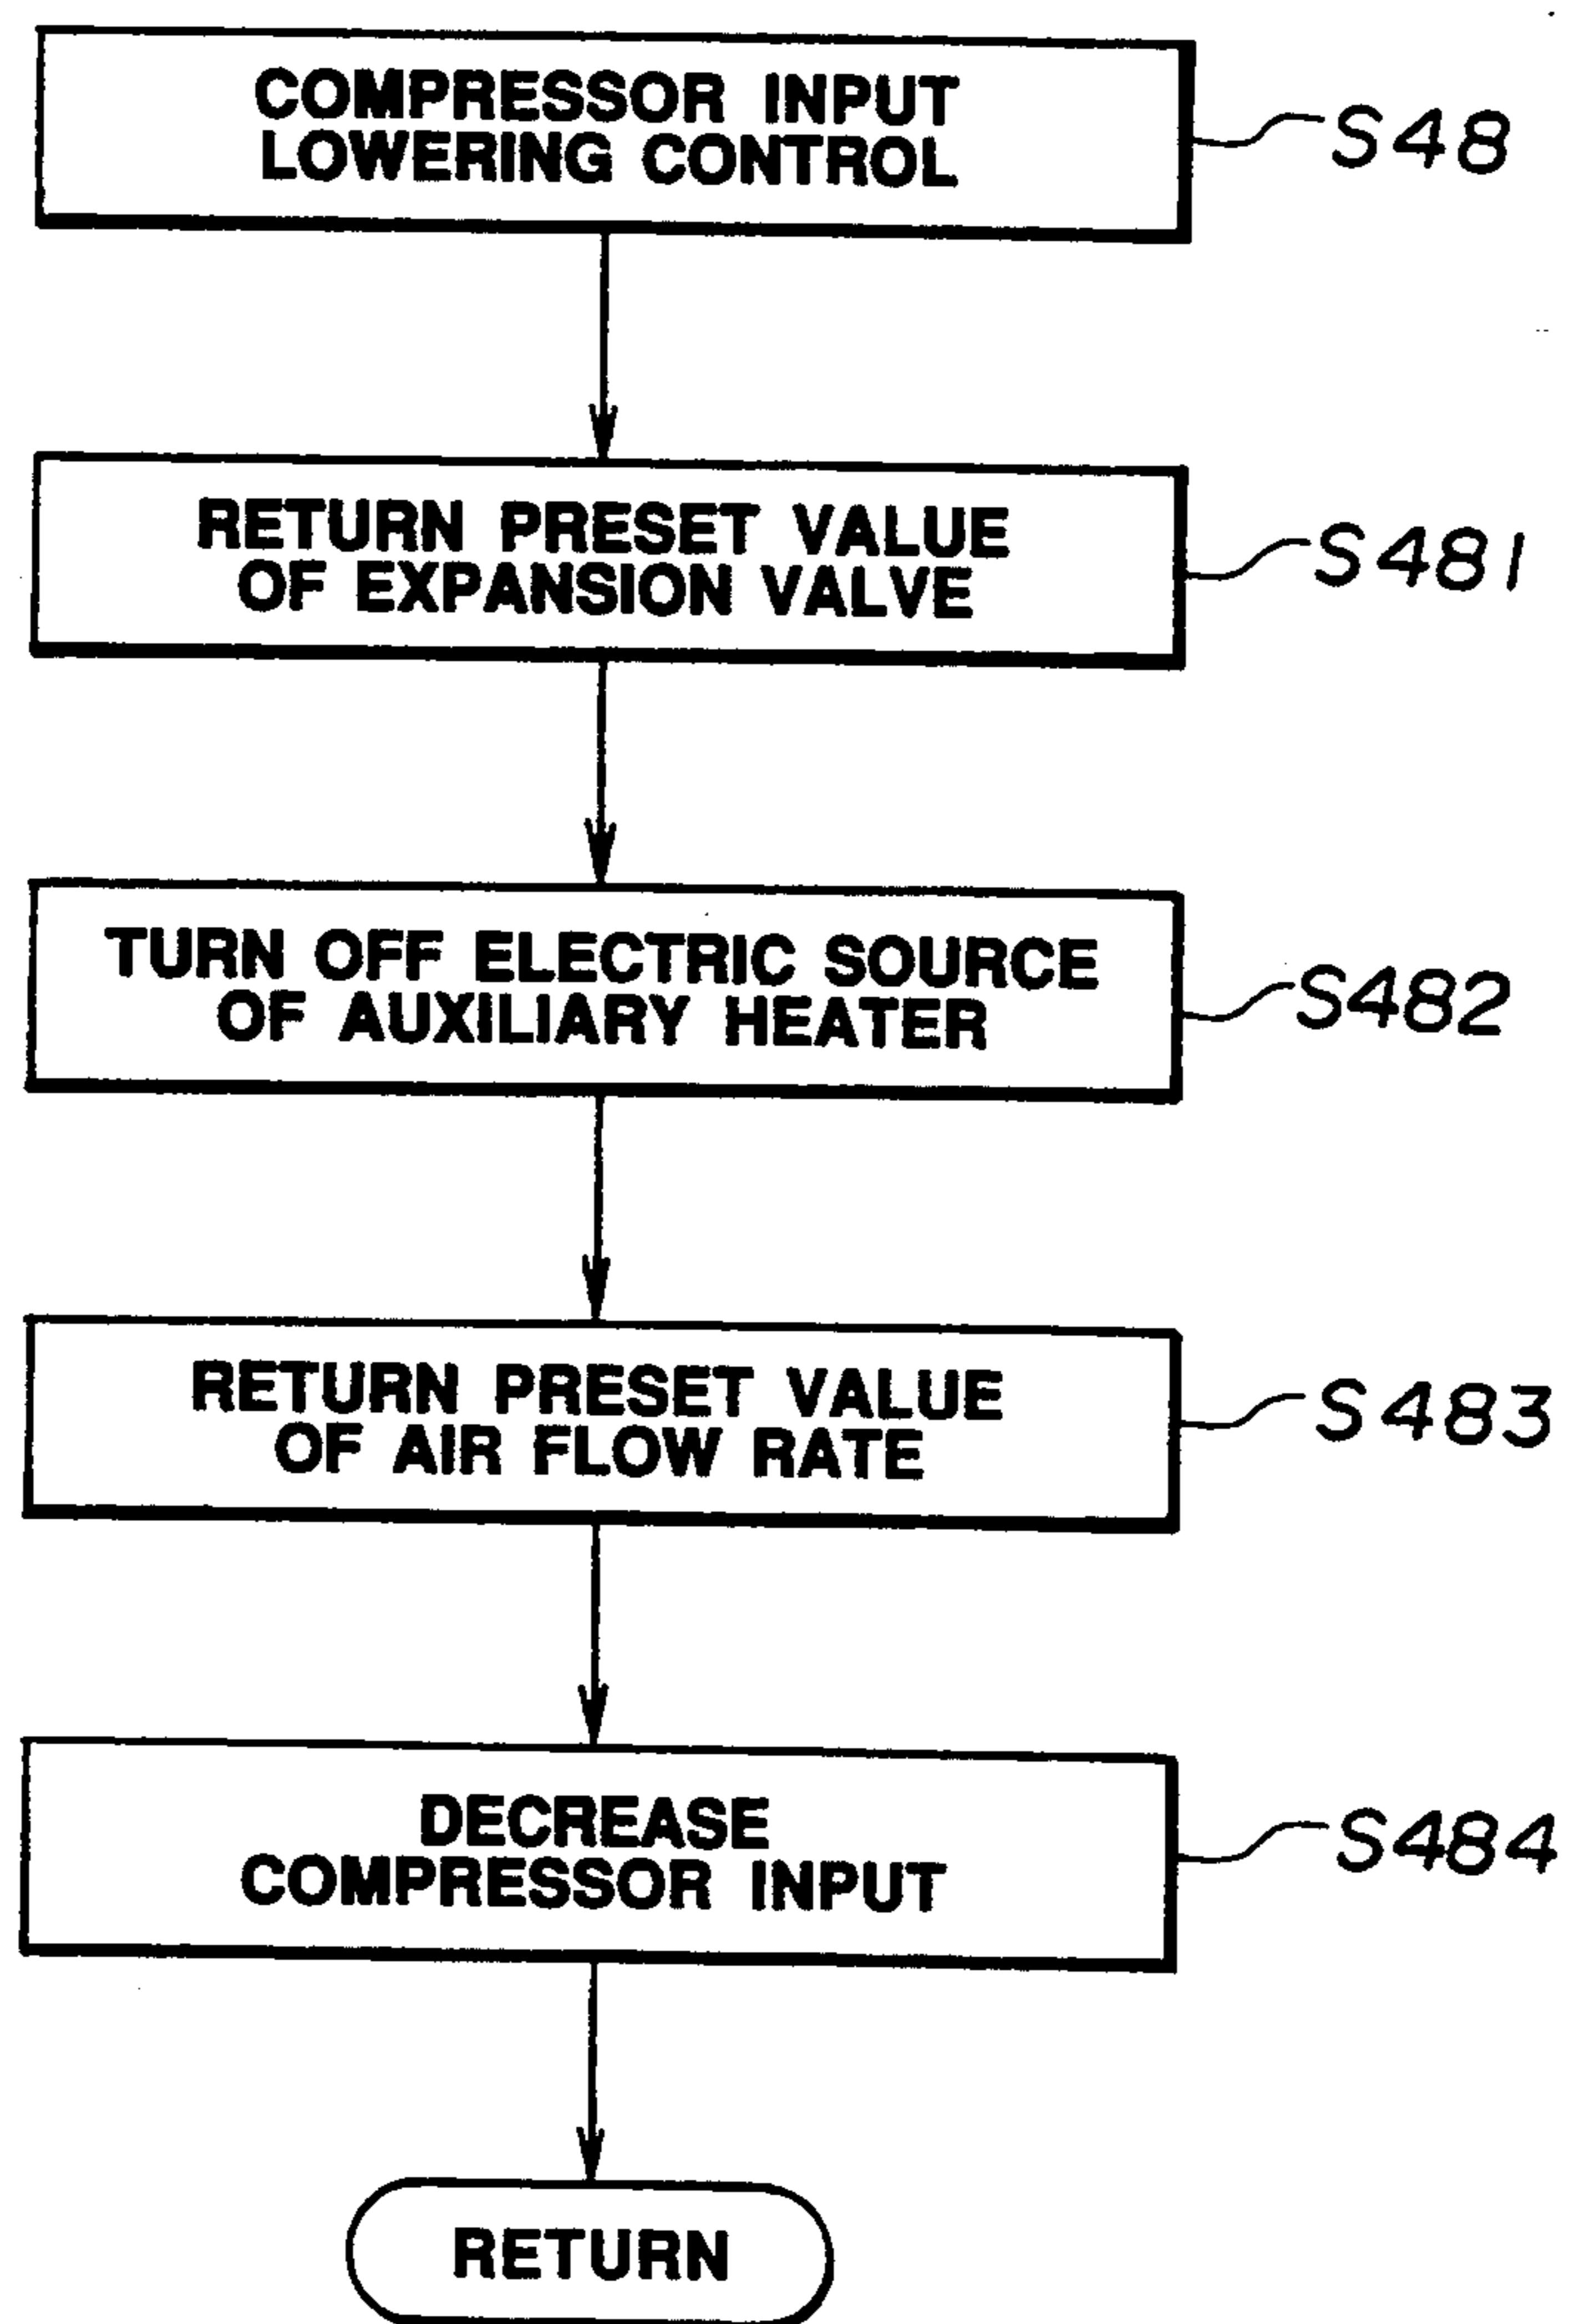 COMPRESSOR INPUT
LOWERING CONTROL
S48
RETURN PRESET VALUE
OF EXPANSION VALVE
S481
TURN OFF ELECTRIC SOURCE
OF AUXILIARY HEATER
S482
RETURN PRESET VALUE
OF AIR FLOW RATE
S483
DECREASE
COMPRESSOR INPUT
S484
RETURN